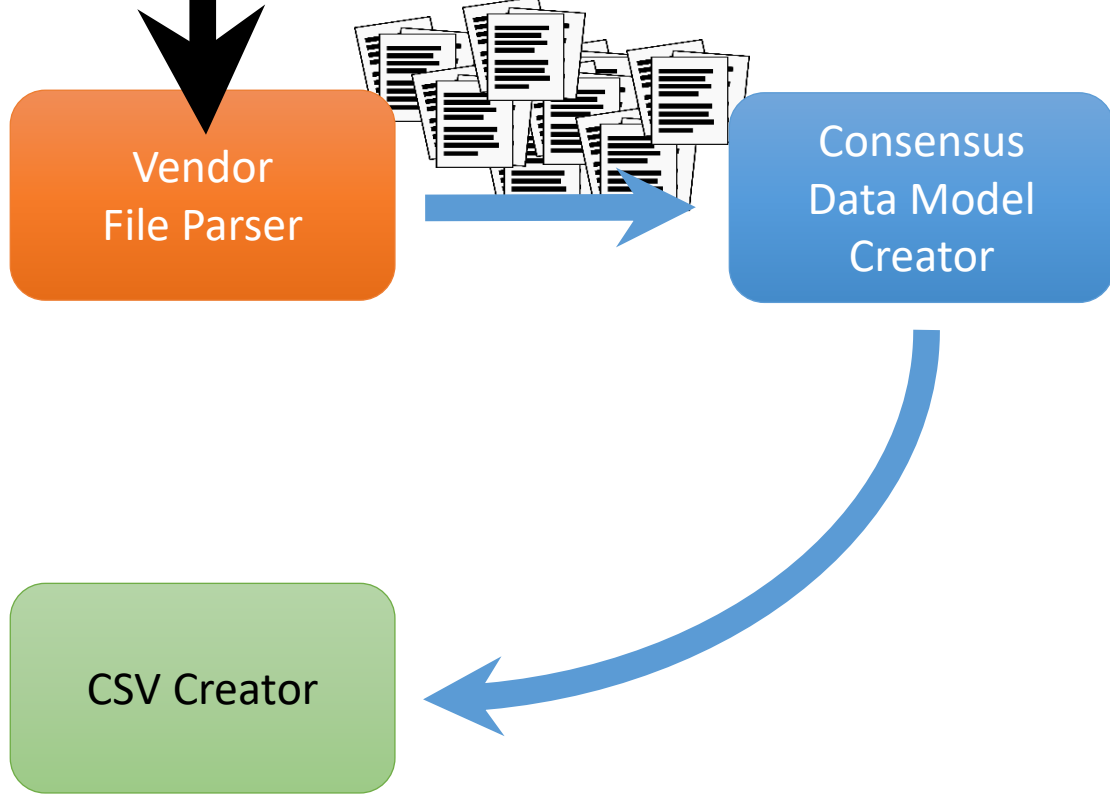 Vendor
File Parser
Consensus
Data Model
Creator
CSV Creator